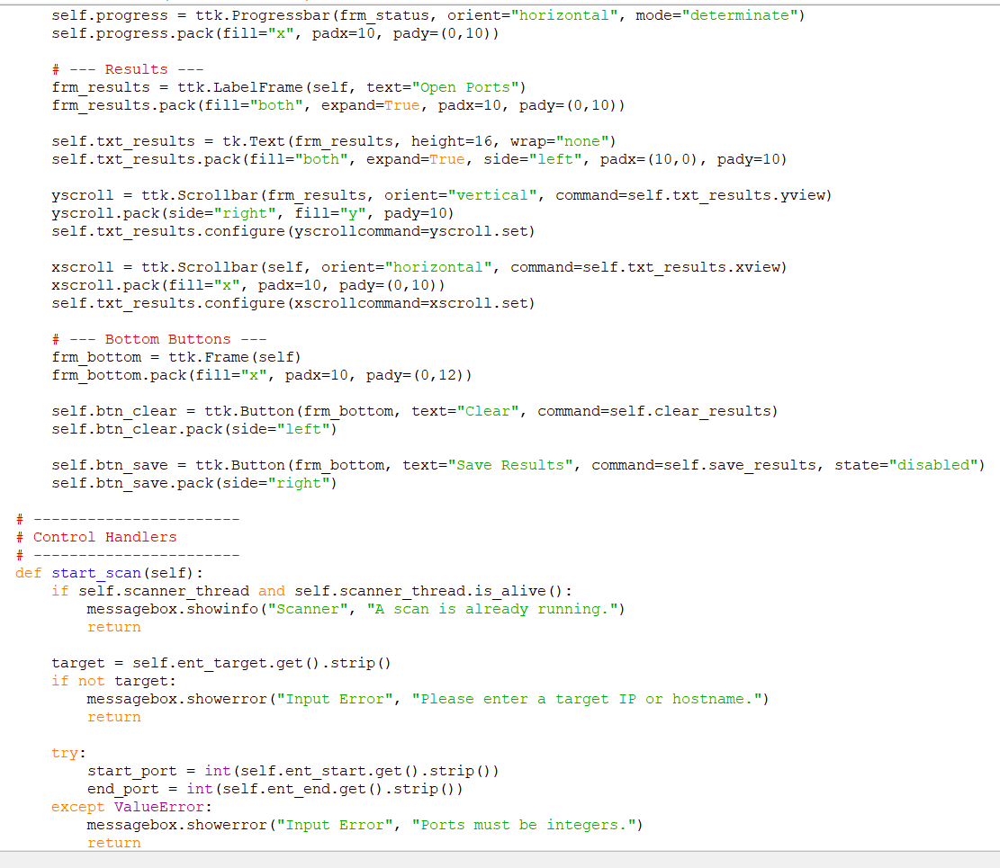 self.progress = ttk.Progressbar(frm_status, orient="horizontal", mode="determinate")
    self.progress.pack(fill="x", padx=10, pady=(0,10))

    # --- Results ---
    frm_results = ttk.LabelFrame(self, text="Open Ports")
    frm_results.pack(fill="both", expand=True, padx=10, pady=(0,10))

    self.txt_results = tk.Text(frm_results, height=16, wrap="none")
    self.txt_results.pack(fill="both", expand=True, side="left", padx=(10,0), pady=10)

    yscroll = ttk.Scrollbar(frm_results, orient="vertical", command=self.txt_results.yview)
    yscroll.pack(side="right", fill="y", pady=10)
    self.txt_results.configure(yscrollcommand=yscroll.set)

    xscroll = ttk.Scrollbar(self, orient="horizontal", command=self.txt_results.xview)
    xscroll.pack(fill="x", padx=10, pady=(0,10))
    self.txt_results.configure(xscrollcommand=xscroll.set)

    # --- Bottom Buttons ---
    frm_bottom = ttk.Frame(self)
    frm_bottom.pack(fill="x", padx=10, pady=(0,12))

    self.btn_clear = ttk.Button(frm_bottom, text="Clear", command=self.clear_results)
    self.btn_clear.pack(side="left")

    self.btn_save = ttk.Button(frm_bottom, text="Save Results", command=self.save_results, state="disabled")
    self.btn_save.pack(side="right")

# -----------------------
# Control Handlers
# -----------------------
def start_scan(self):
    if self.scanner_thread and self.scanner_thread.is_alive():
        messagebox.showinfo("Scanner", "A scan is already running.")
        return

    target = self.ent_target.get().strip()
    if not target:
        messagebox.showerror("Input Error", "Please enter a target IP or hostname.")
        return

    try:
        start_port = int(self.ent_start.get().strip())
        end_port = int(self.ent_end.get().strip())
    except ValueError:
        messagebox.showerror("Input Error", "Ports must be integers.")
        return